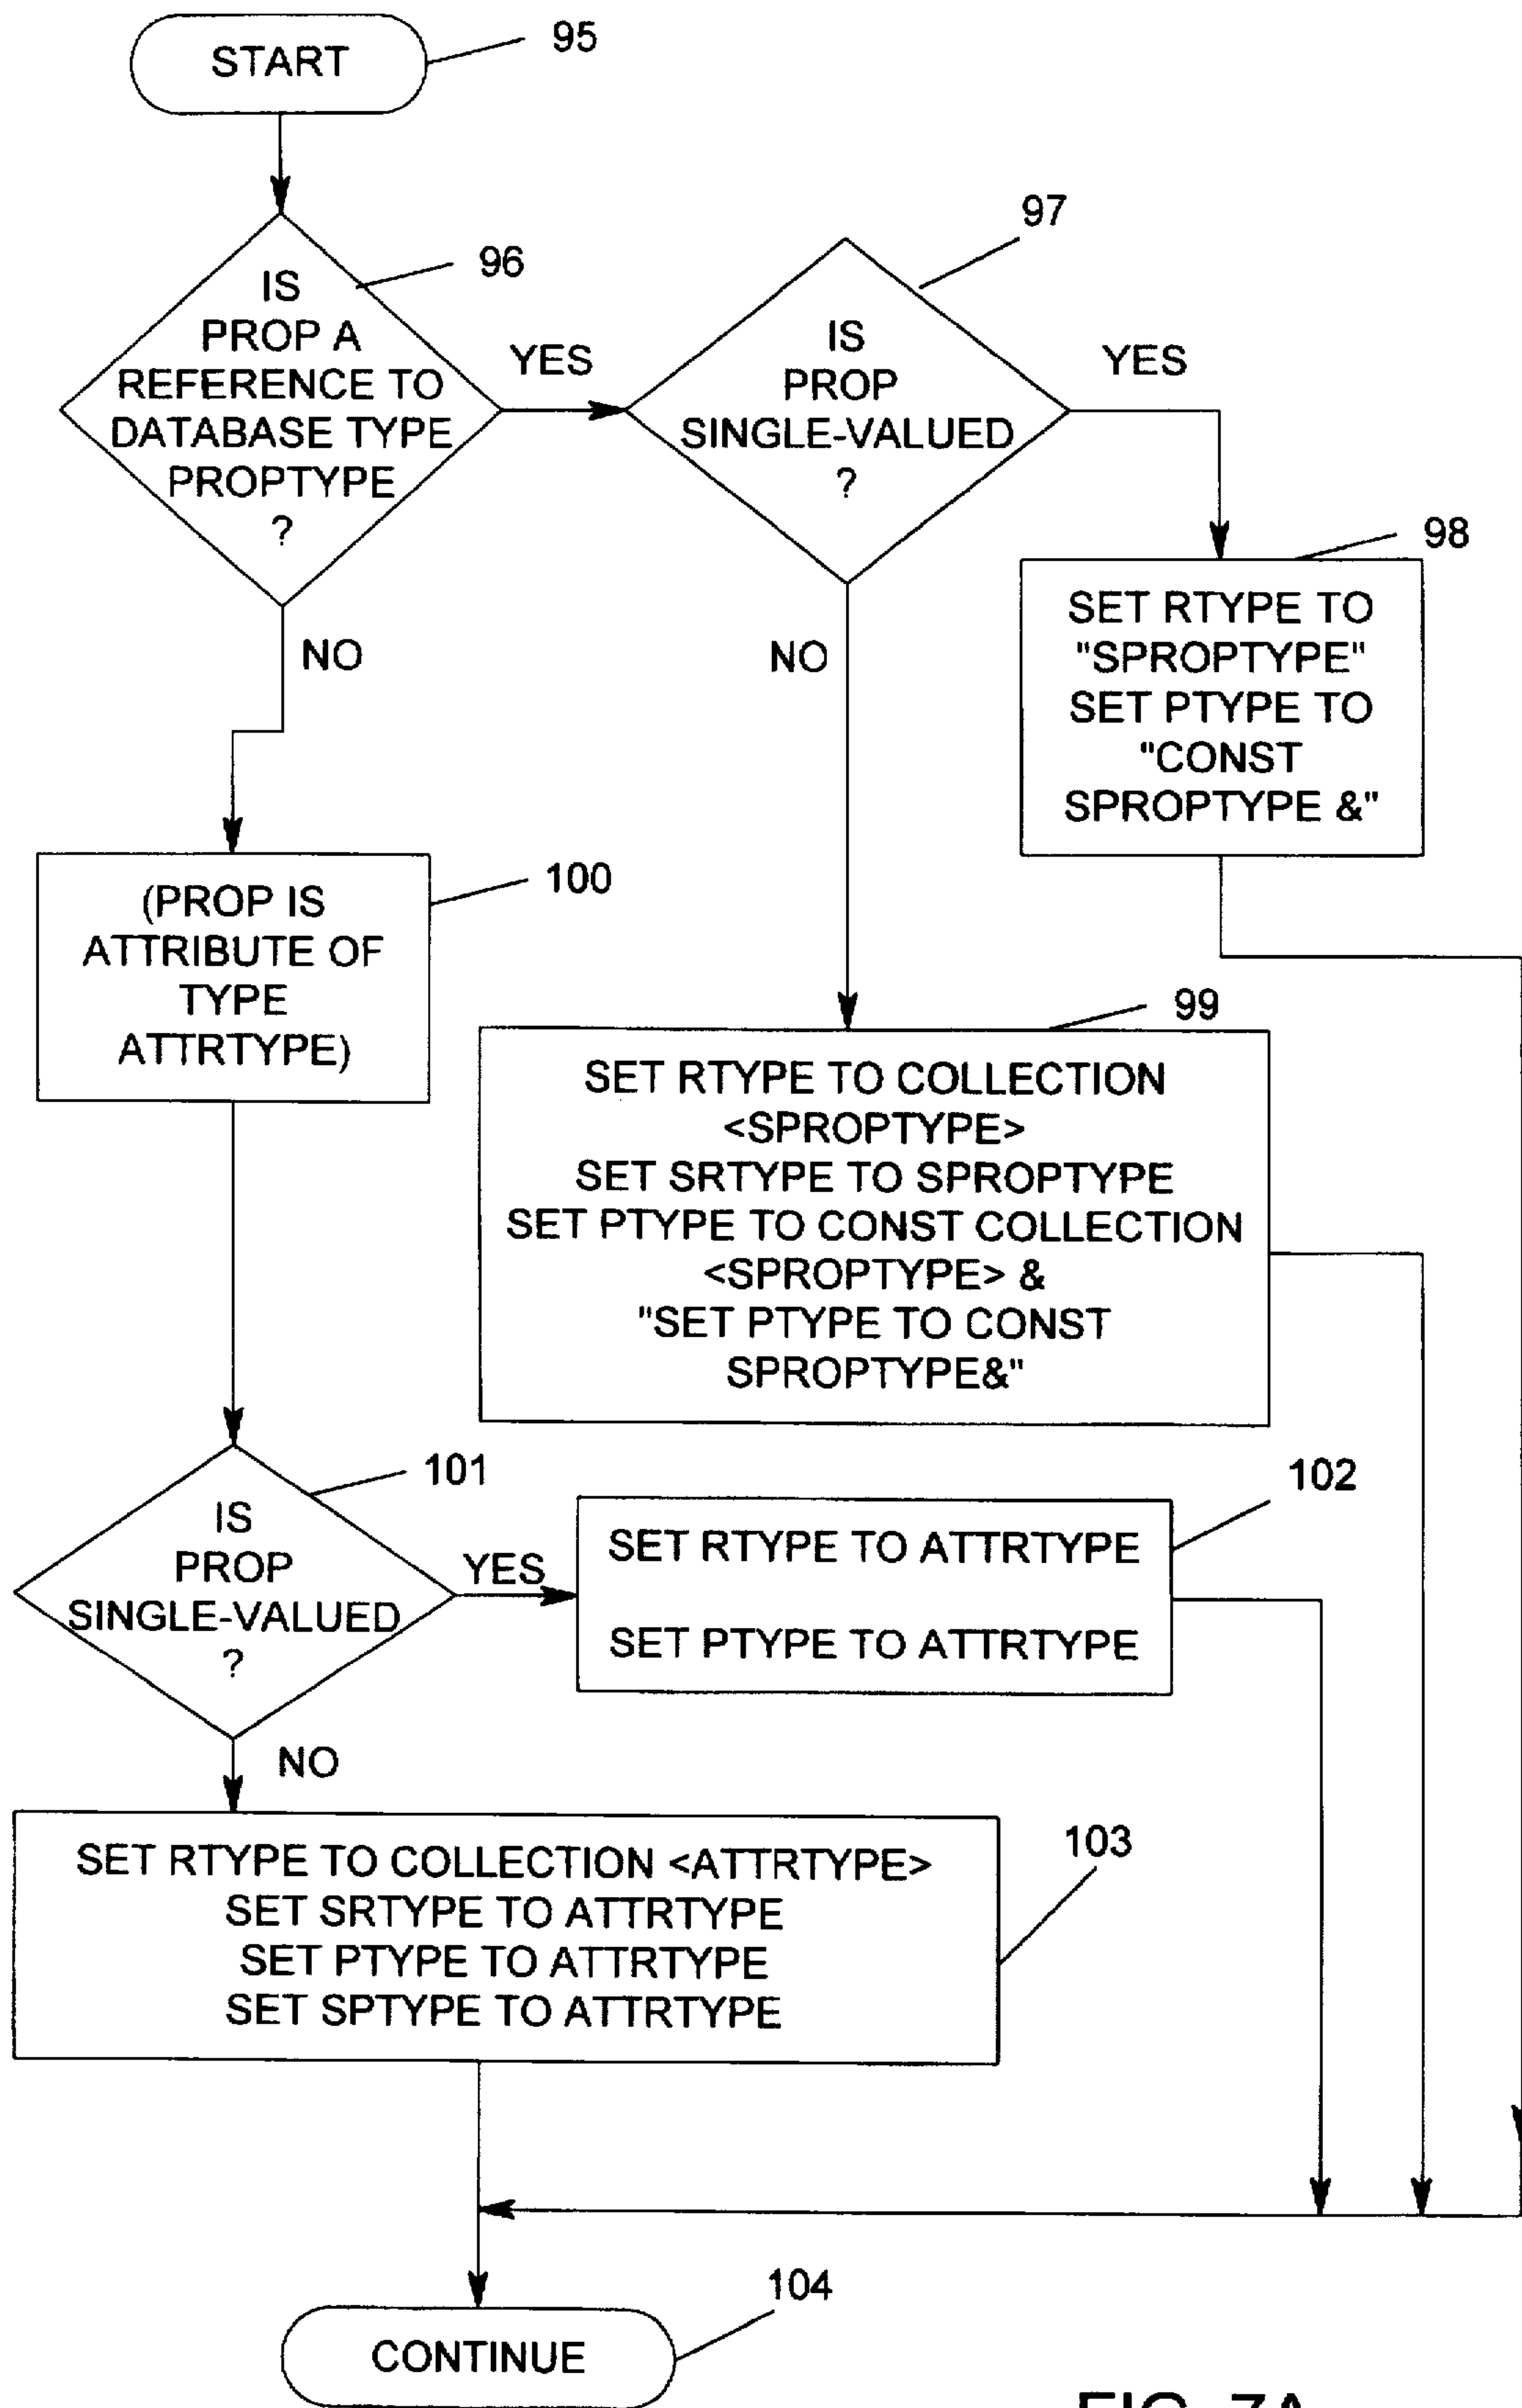 START
95
IS
PROP A
REFERENCE TO
DATABASE TYPE
PROPTYPE
?
96
YES
NO
97
IS
PROP
SINGLE-VALUED
?
YES
NO
98
SET RTYPE TO
"SPROPTYPE"
SET PTYPE TO
"CONST
SPROPTYPE &"
100
(PROP IS
ATTRIBUTE OF
TYPE
ATTRTYPE)
99
SET RTYPE TO COLLECTION
<SPROPTYPE>
SET SRTYPE TO SPROPTYPE
SET PTYPE TO CONST COLLECTION
<SPROPTYPE> &
"SET PTYPE TO CONST
SPROPTYPE&"
101
IS
PROP
SINGLE-VALUED
?
YES
NO
102
SET RTYPE TO ATTRTYPE
SET PTYPE TO ATTRTYPE
103
SET RTYPE TO COLLECTION <ATTRTYPE>
SET SRTYPE TO ATTRTYPE
SET PTYPE TO ATTRTYPE
SET SPTYPE TO ATTRTYPE
104
CONTINUE
FIG. 7A